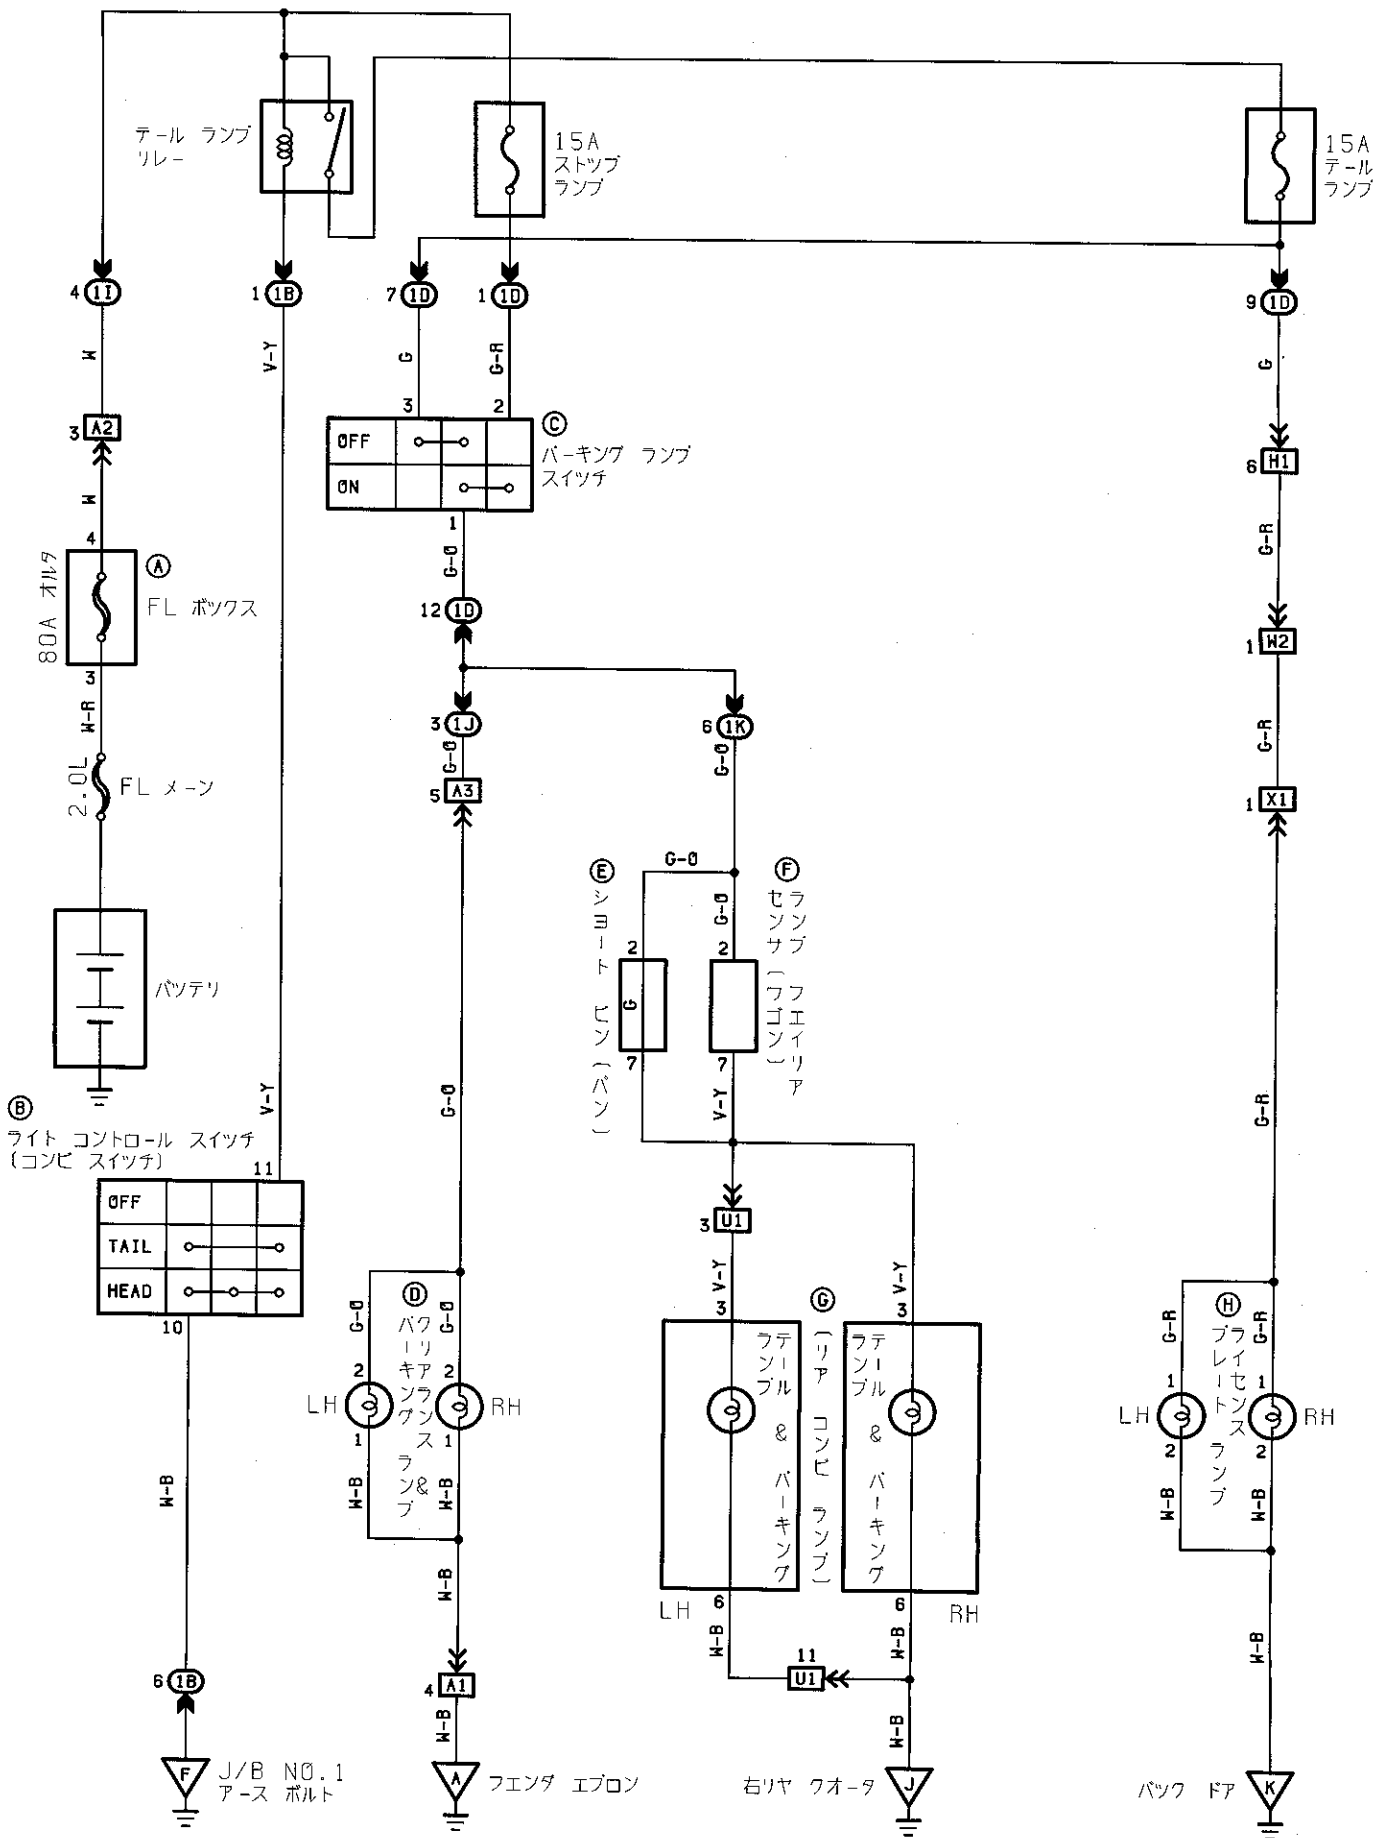 テール ランプ
リレー
15A
ストップ
ランプ
15A
テール
ランプ
4 1I
1 1B
7 1D
1 1D
9 1D
W
V-Y
G
G-R
G
3 2
C
パーキング ランプ
スイッチ
OFF
ON
1
3 A2
W
4
80A オルタ
A
FL ボックス
3
W-R
2.0L
FL メーン
バッテリ
6 H1
G-R
1 W2
G-R
1 X1
G-R
G-O
12 1D
3 1J
G-O
5 A3
G-O
6 1K
G-O
G-O
E
ショート ピン (バン)
2
G
7
F
ランプ フェイリア
センサ (ワゴン)
G-O
2
7
V-Y
B
ライト コントロール スイッチ
(コンビ スイッチ)
V-Y
11
OFF
TAIL
HEAD
10
W-B
6 1B
F
J/B NO.1
アース ボルト
D
クリアランス &
パーキング ランプ
G-O
G-O
2
2
LH
RH
1
1
W-B
W-B
W-B
4 A1
W-B
A
フェンダ エプロン
3 U1
V-Y
V-Y
3
3
G
(リア コンビ ランプ)
テール & パーキング
ランプ
テール & パーキング
ランプ
LH
6
6
RH
W-B
W-B
11
U1
W-B
右リヤ クオータ
J
H
ライセンス
プレート ランプ
G-R
G-R
1
1
LH
RH
2
2
W-B
W-B
W-B
バック ドア
K